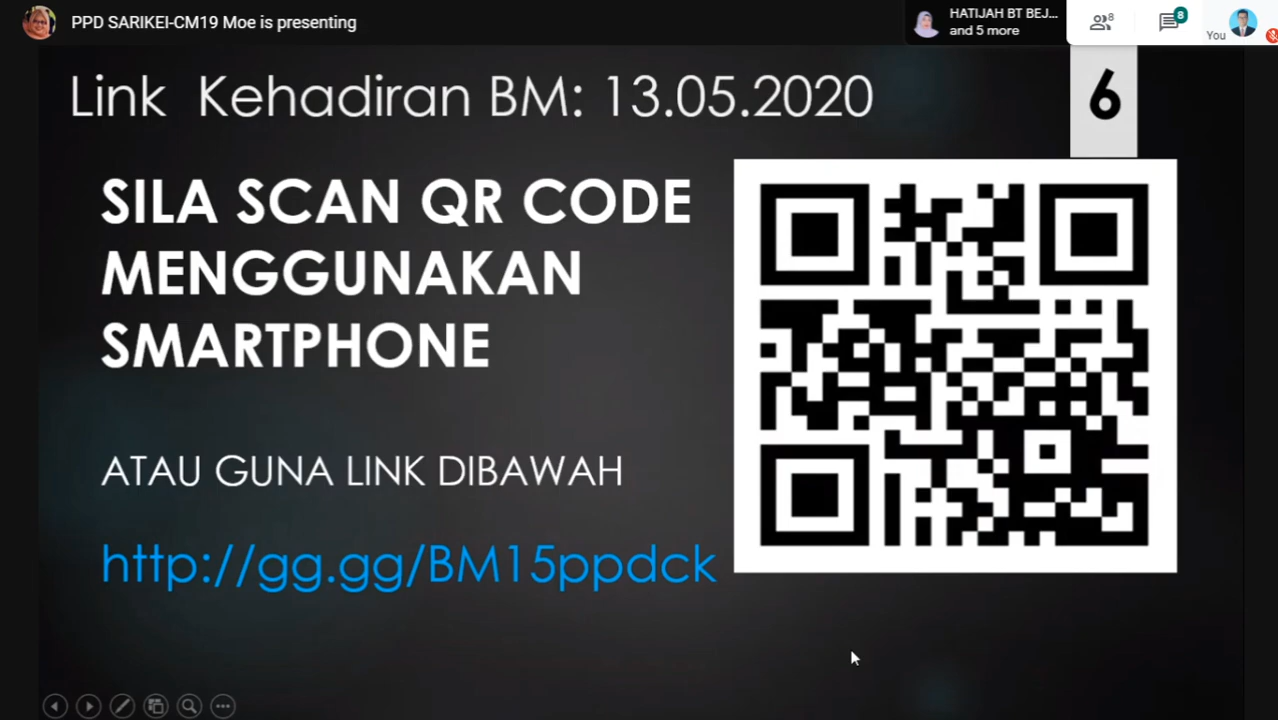 PPD SARIKEI-CM19 Moe is presenting
HATIJAH BT BEJ...
and 5 more
8
8
You
Link Kehadiran BM: 13.05.2020
6
SILA SCAN QR CODE
MENGGUNAKAN
SMARTPHONE
ATAU GUNA LINK DIBAWAH
http://gg.gg/BM15ppdck